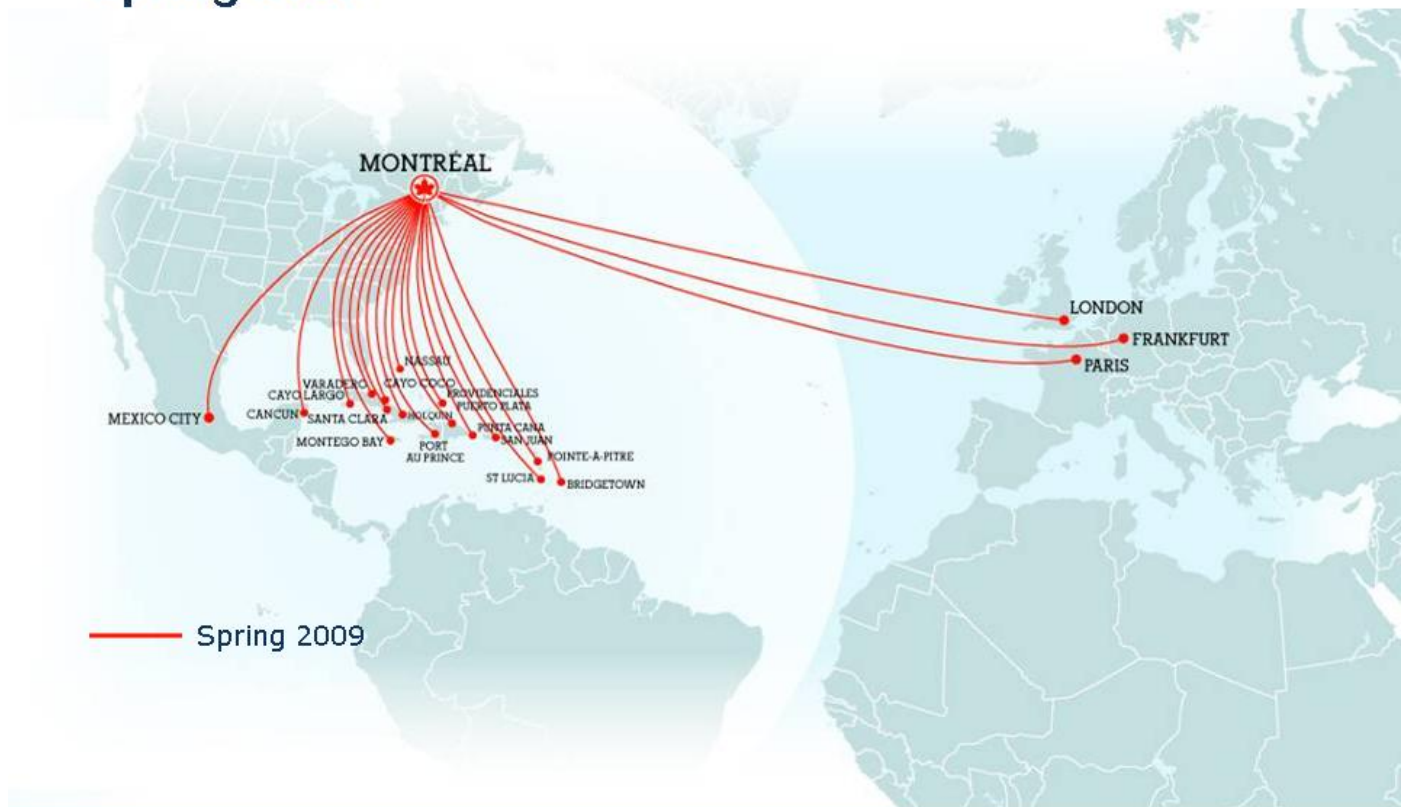 MONTRÉAL
LONDON
FRANKFURT
PARIS
NASSAU
VARADERO
CAYO COCO
CAYO LARGO
PROVIDENCIALES
PUERTO PLATA
CANCUN
SANTA CLARA
HOLQUIN
MEXICO CITY
PUNTA CANA
MONTEGO BAY
PORT
AU PRINCE
SAN JUAN
POINTE-À-PITRE
ST LUCIA
BRIDGETOWN
Spring 2009